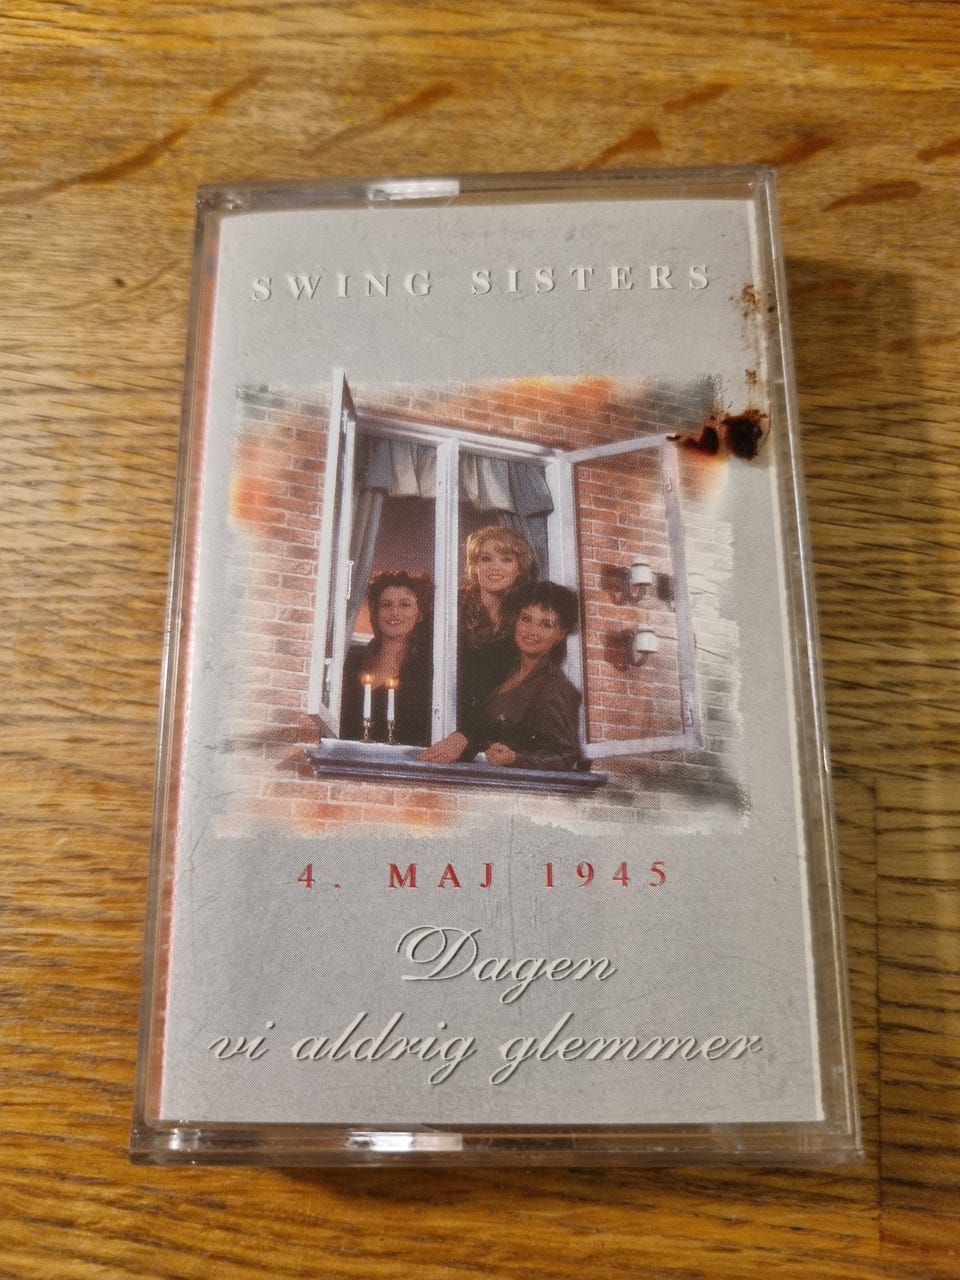 SWING SISTERS
4. MAJ 1945
Dagen
vi aldrig glemmer